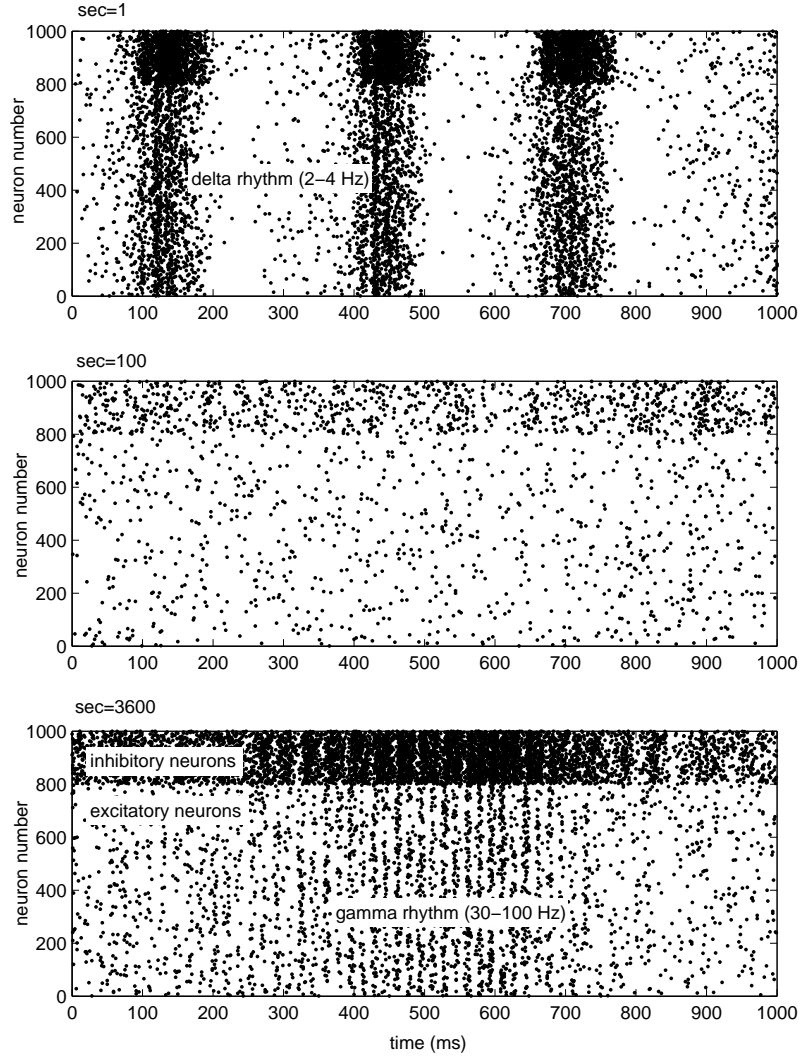 sec=1
1000
800
600
400
200
0
neuron number
delta rhythm (2–4 Hz)
0 100 200 300 400 500 600 700 800 900 1000
sec=100
1000
800
600
400
200
0
neuron number
0 100 200 300 400 500 600 700 800 900 1000
sec=3600
1000
800
600
400
200
0
neuron number
inhibitory neurons
excitatory neurons
gamma rhythm (30–100 Hz)
0 100 200 300 400 500 600 700 800 900 1000
time (ms)